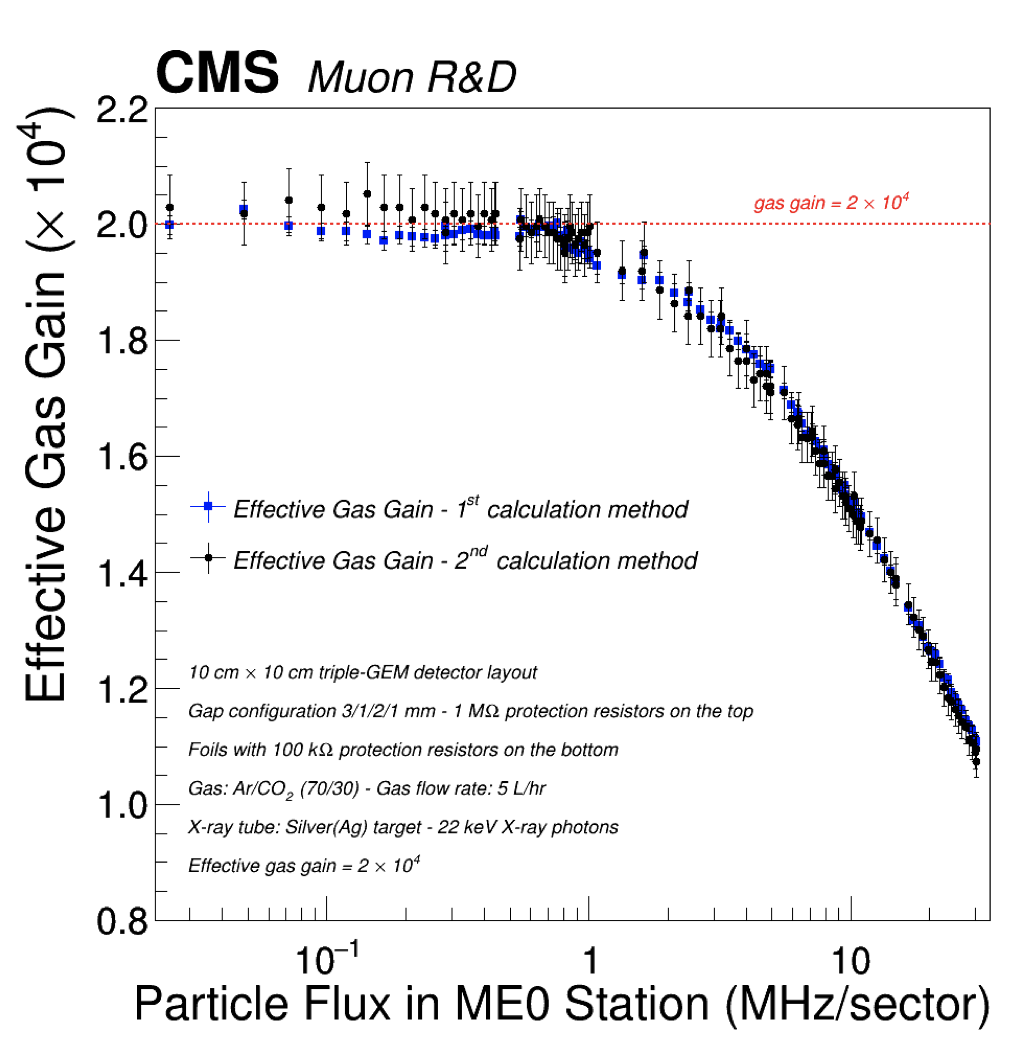 CMS Muon R&D
Effective Gas Gain (× 10⁴)
2.2
2.0
1.8
1.6
1.4
1.2
1.0
0.8
gas gain = 2 × 10⁴
Effective Gas Gain - 1ˢᵗ calculation method
Effective Gas Gain - 2ⁿᵈ calculation method
10 cm × 10 cm triple-GEM detector layout
Gap configuration 3/1/2/1 mm - 1 MΩ protection resistors on the top
Foils with 100 kΩ protection resistors on the bottom
Gas: Ar/CO₂ (70/30) - Gas flow rate: 5 L/hr
X-ray tube: Silver(Ag) target - 22 keV X-ray photons
Effective gas gain = 2 × 10⁴
10⁻¹ 1 10
Particle Flux in ME0 Station (MHz/sector)